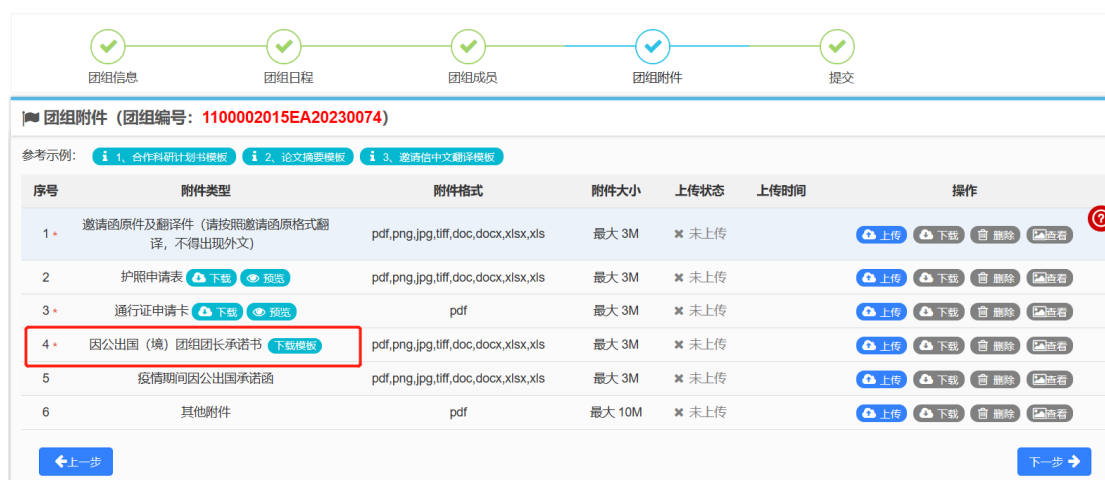 团组信息 团组日程 团组成员 团组附件 提交
团组附件（团组编号：1100002015EA20230074）
参考示例： i 1、合作科研计划书模板 i 2、论文摘要模板 i 3、邀请信中文翻译模板
序号 附件类型 附件格式 附件大小 上传状态 上传时间 操作
1 * 邀请函原件及翻译件（请按照邀请函原格式翻
译，不得出现外文） pdf,png,jpg,tiff,doc,docx,xlsx,xls 最大 3M 未上传 上传 下载 删除 查看
2 护照申请表 下载 预览 pdf,png,jpg,tiff,doc,docx,xlsx,xls 最大 3M 未上传 上传 下载 删除 查看
3 * 通行证申请卡 下载 预览 pdf 最大 3M 未上传 上传 下载 删除 查看
4 * 因公出国（境）团组团长承诺书 下载模板 pdf,png,jpg,tiff,doc,docx,xlsx,xls 最大 3M 未上传 上传 下载 删除 查看
5 疫情期间因公出国承诺函 pdf,png,jpg,tiff,doc,docx,xlsx,xls 最大 3M 未上传 上传 下载 删除 查看
6 其他附件 pdf 最大 10M 未上传 上传 下载 删除 查看
上一步 下一步